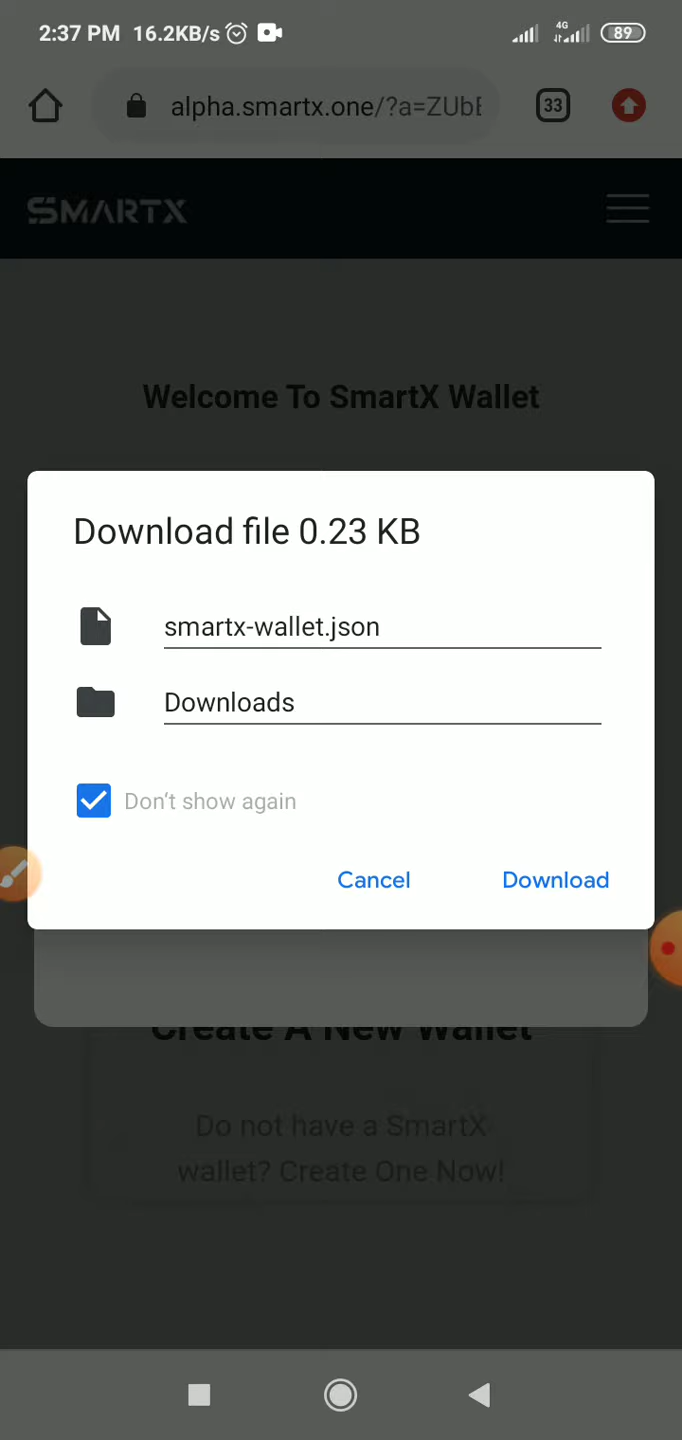 2:37 PM 16.2KB/s 4G 89
alpha.smartx.one/?a=ZUbE 33
SMARTX
Welcome To SmartX Wallet
Download file 0.23 KB
smartx-wallet.json
Downloads
Don't show again
Cancel Download
Create A New Wallet
Do not have a SmartX
wallet? Create One Now!